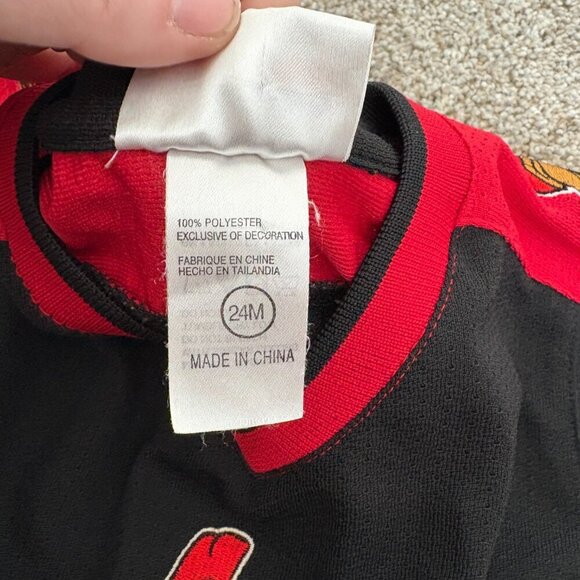 100% POLYESTER
EXCLUSIVE OF DECORATION
FABRIQUE EN CHINE
HECHO EN TAILANDIA
24M
MADE IN CHINA